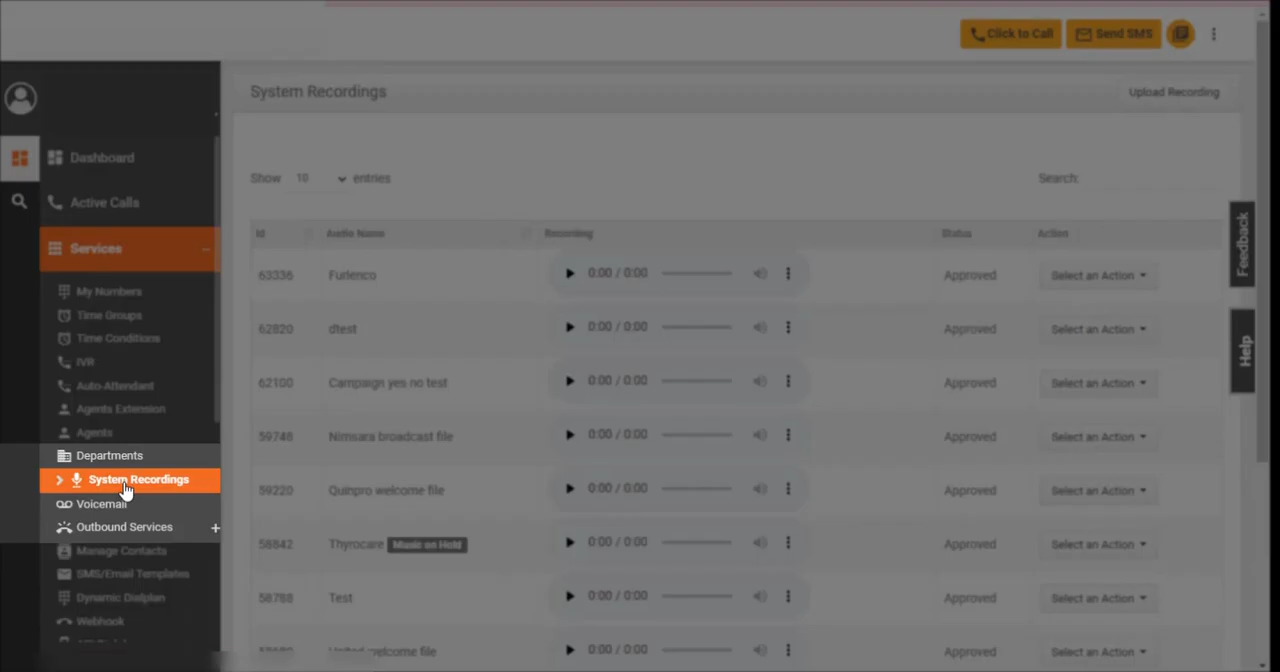 Click to Call
Send SMS
System Recordings
Upload Recording
Dashboard
Active Calls
Services
My Numbers
Time Groups
Time Conditions
IVR
Auto-Attendant
Agents Extension
Agents
Departments
System Recordings
Voicemail
Outbound Services +
Manage Contacts
SMS/Email Templates
Dynamic Dialplan
Webhook
Show 10 entries
Search:
Id Audio Name Recording Status Action
63336 Furlenco 0:00 / 0:00 Approved Select an Action
62820 dtest 0:00 / 0:00 Approved Select an Action
62100 Campaign yes no test 0:00 / 0:00 Approved Select an Action
59748 Nimsara broadcast file 0:00 / 0:00 Approved Select an Action
59220 Quinpro welcome file 0:00 / 0:00 Approved Select an Action
58842 Thyrocare Music on Hold 0:00 / 0:00 Approved Select an Action
58788 Test 0:00 / 0:00 Approved Select an Action
welcome file 0:00 / 0:00 Approved Select an Action
Feedback
Help